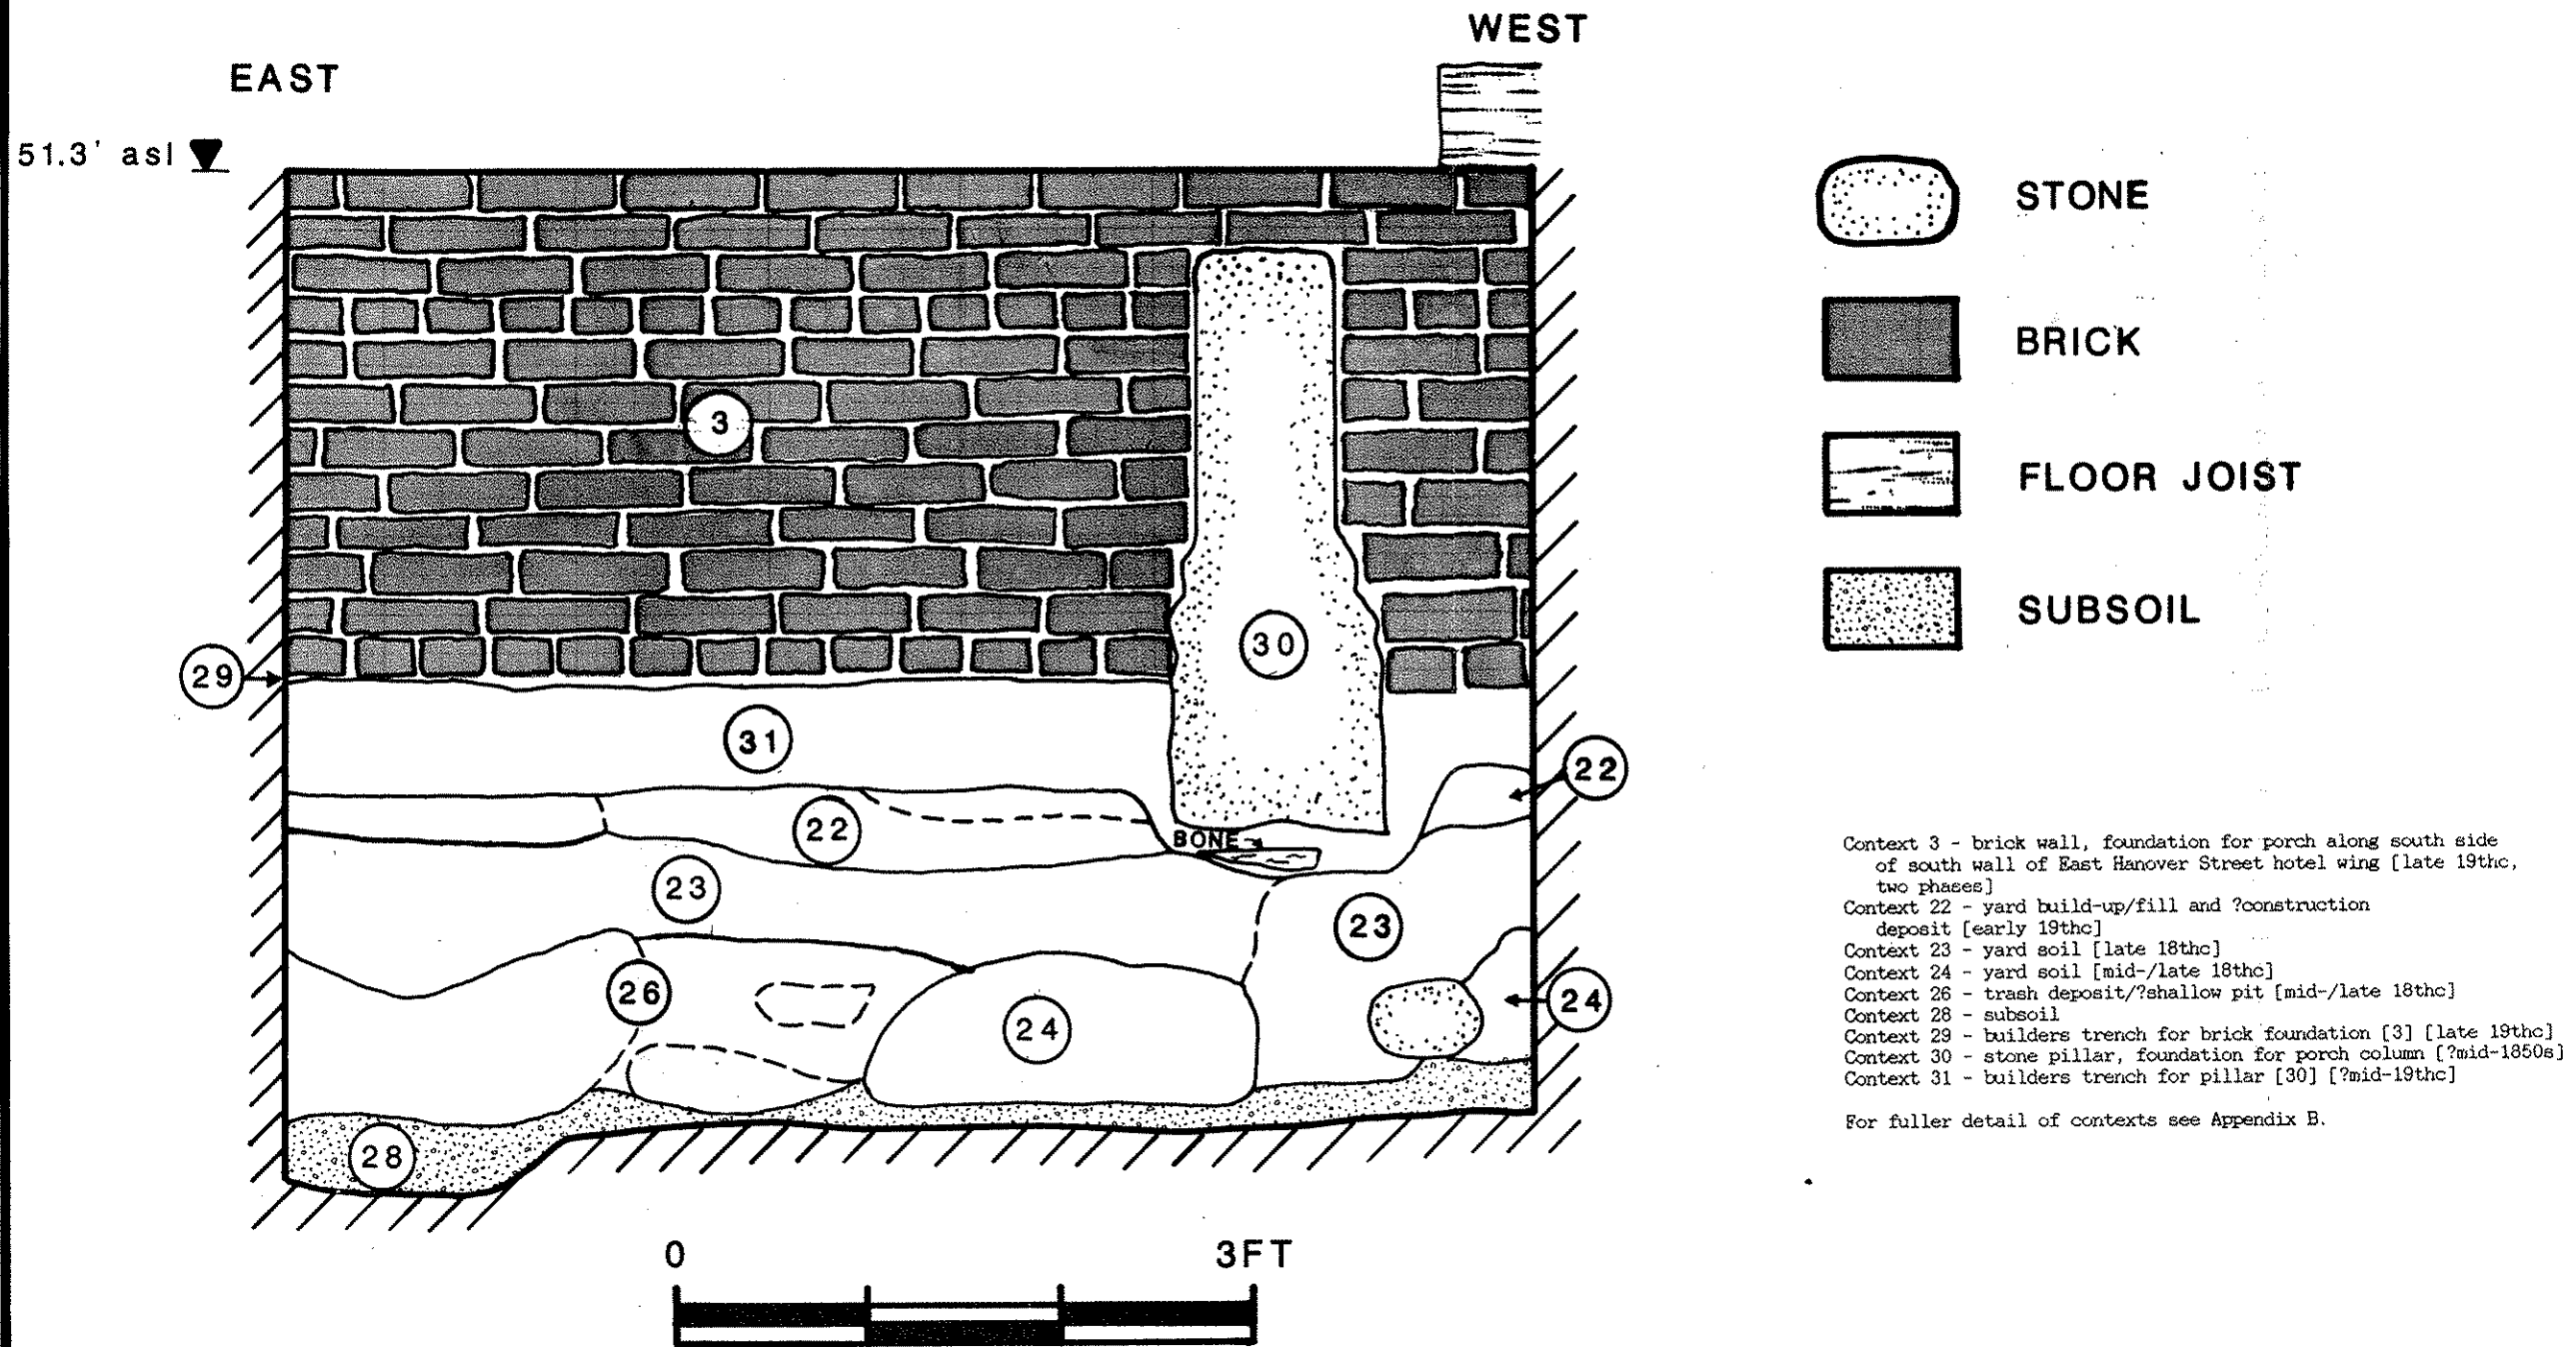 WEST
EAST
51.3' asl
STONE
BRICK
FLOOR JOIST
SUBSOIL
3
30
29
31
22
22
BONE
23
23
26
24
24
28
Context 3 - brick wall, foundation for porch along south side
of south wall of East Hanover Street hotel wing [late 19thc,
two phases]
Context 22 - yard build-up/fill and ?construction
deposit [early 19thc]
Context 23 - yard soil [late 18thc]
Context 24 - yard soil [mid-/late 18thc]
Context 26 - trash deposit/?shallow pit [mid-/late 18thc]
Context 28 - subsoil
Context 29 - builders trench for brick foundation [3] [late 19thc]
Context 30 - stone pillar, foundation for porch column [?mid-1850s]
Context 31 - builders trench for pillar [30] [?mid-19thc]
For fuller detail of contexts see Appendix B.
0 3FT